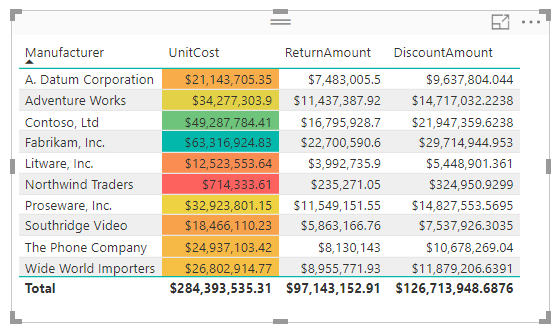 Manufacturer UnitCost ReturnAmount DiscountAmount
A. Datum Corporation $21,143,705.35 $7,483,005.5 $9,637,804.044
Adventure Works $34,277,303.9 $11,437,387.92 $14,717,032.2238
Contoso, Ltd $49,287,784.41 $16,795,928.7 $21,947,359.6238
Fabrikam, Inc. $63,316,924.83 $22,700,590.6 $29,714,944.953
Litware, Inc. $12,523,553.64 $3,992,735.9 $5,448,901.361
Northwind Traders $714,333.61 $235,271.05 $324,950.9299
Proseware, Inc. $32,923,801.15 $11,549,151.55 $14,827,553.5695
Southridge Video $18,466,110.23 $5,863,166.76 $7,537,926.3035
The Phone Company $24,937,103.42 $8,130,143 $10,678,269.04
Wide World Importers $26,802,914.77 $8,955,771.93 $11,879,206.6391
Total $284,393,535.31 $97,143,152.91 $126,713,948.6876